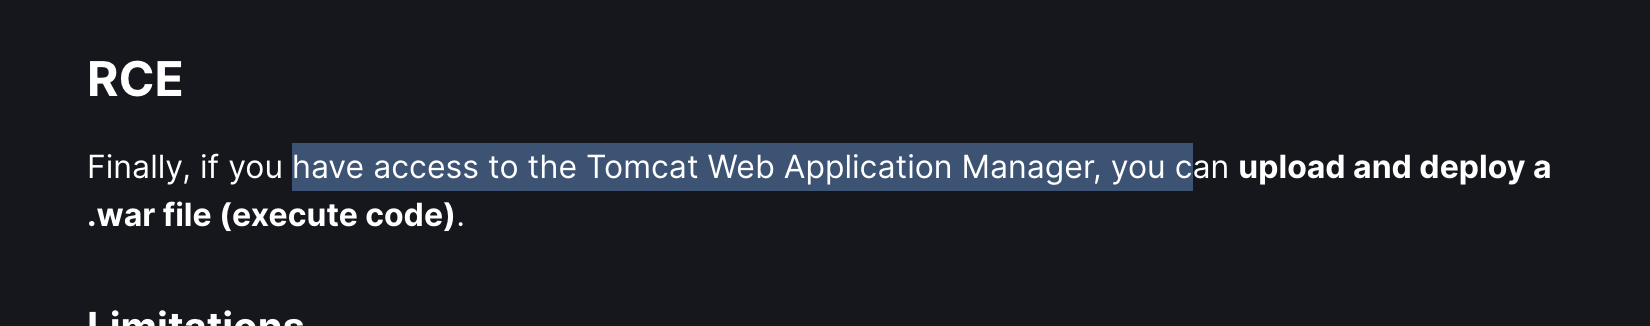 RCE
Finally, if you have access to the Tomcat Web Application Manager, you can upload and deploy a
.war file (execute code).
Limitations